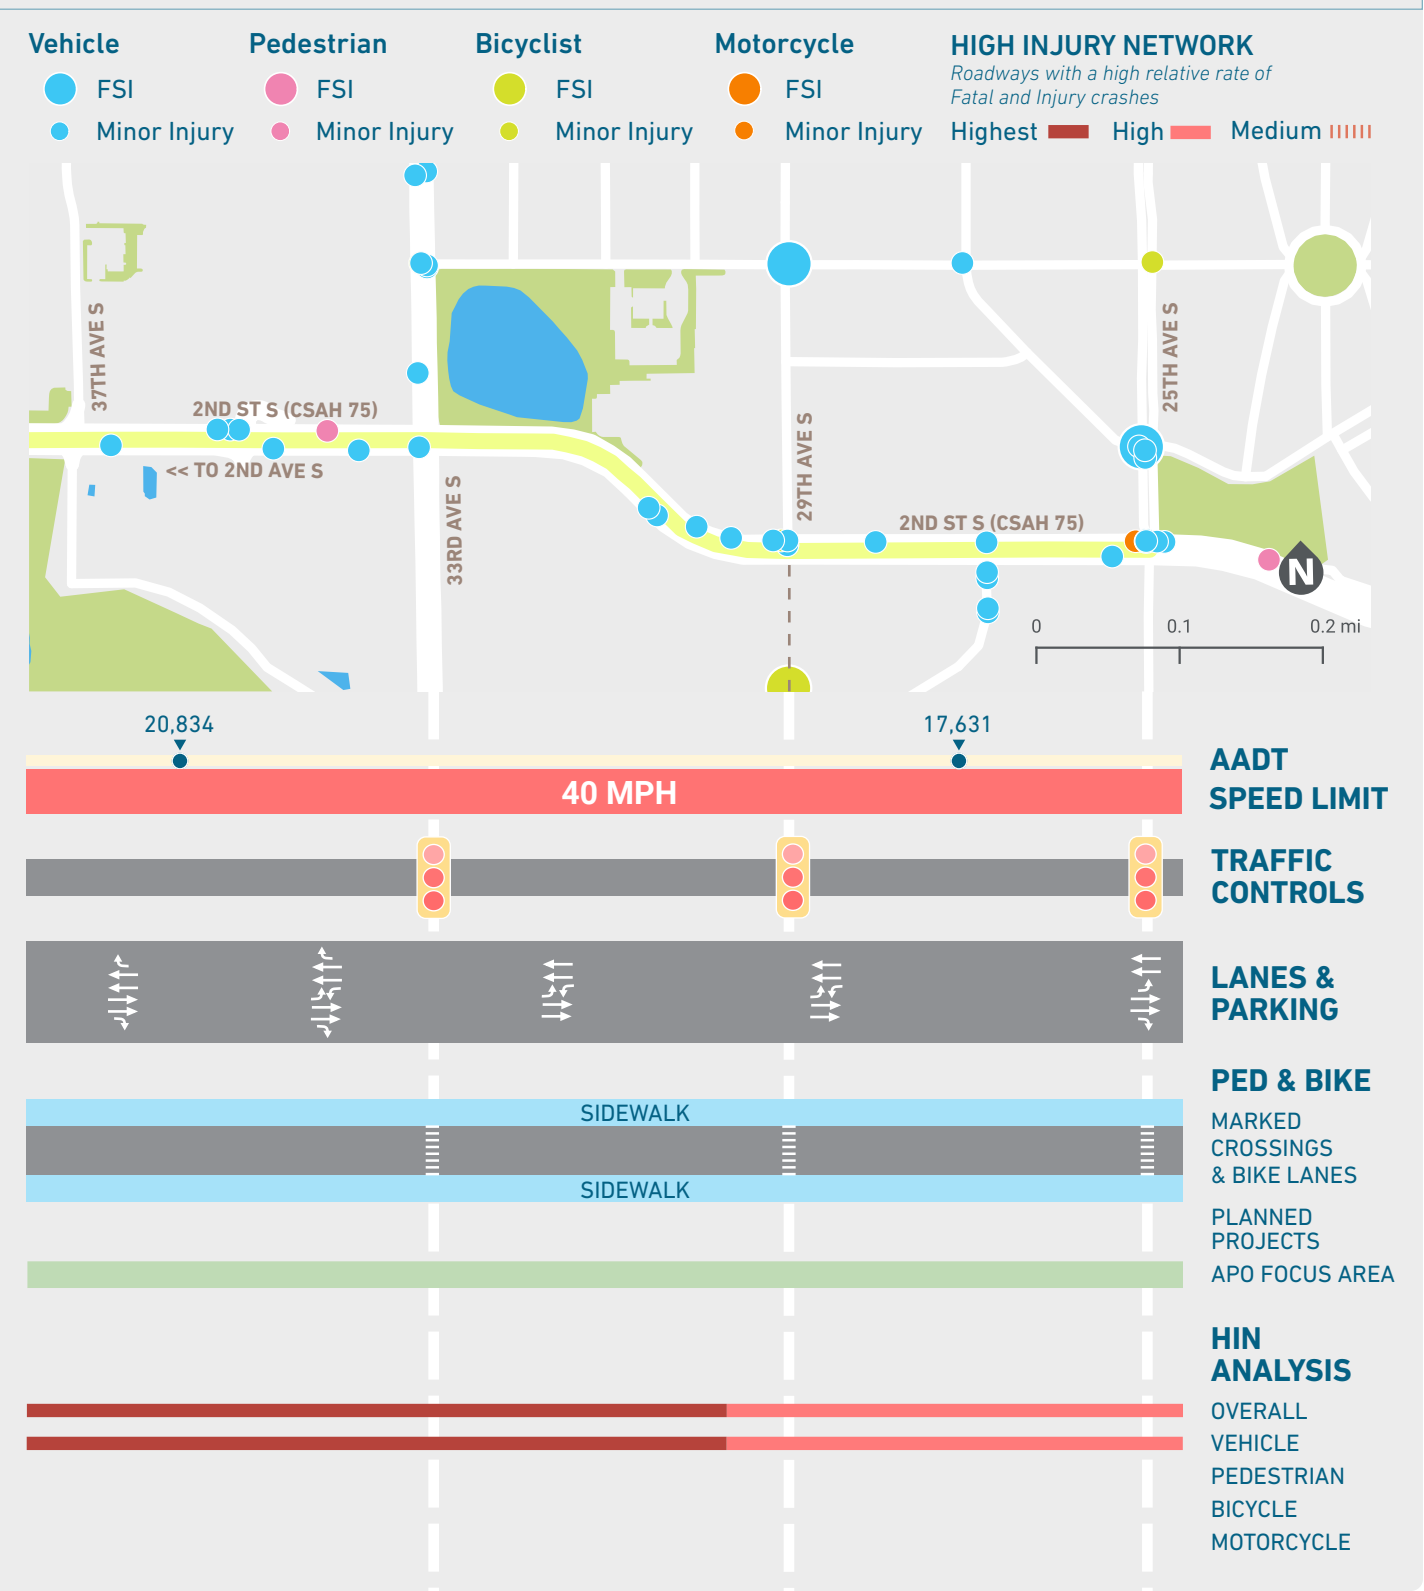 Vehicle
FSI
Minor Injury
Pedestrian
FSI
Minor Injury
Bicyclist
FSI
Minor Injury
Motorcycle
FSI
Minor Injury
HIGH INJURY NETWORK
Roadways with a high relative rate of
Fatal and Injury crashes
Highest High Medium
37TH AVE S
2ND ST S (CSAH 75)
<< TO 2ND AVE S
33RD AVE S
29TH AVE S
25TH AVE S
2ND ST S (CSAH 75)
N
0 0.1 0.2 mi
20,834 17,631
AADT
40 MPH
SPEED LIMIT
TRAFFIC
CONTROLS
LANES &
PARKING
PED & BIKE
SIDEWALK
SIDEWALK
MARKED
CROSSINGS
& BIKE LANES
PLANNED
PROJECTS
APO FOCUS AREA
HIN
ANALYSIS
OVERALL
VEHICLE
PEDESTRIAN
BICYCLE
MOTORCYCLE